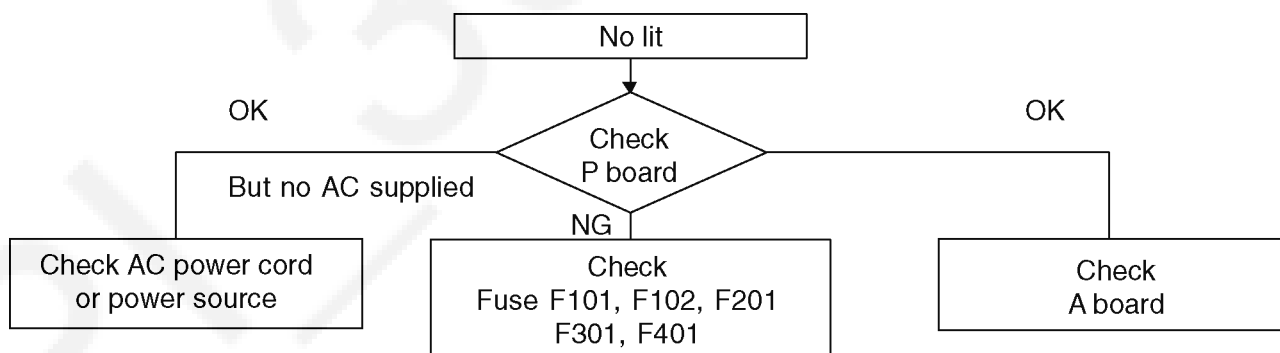 No lit
OK
OK
Check
P board
But no AC supplied
NG
Check AC power cord
or power source
Check
Fuse F101, F102, F201
F301, F401
Check
A board